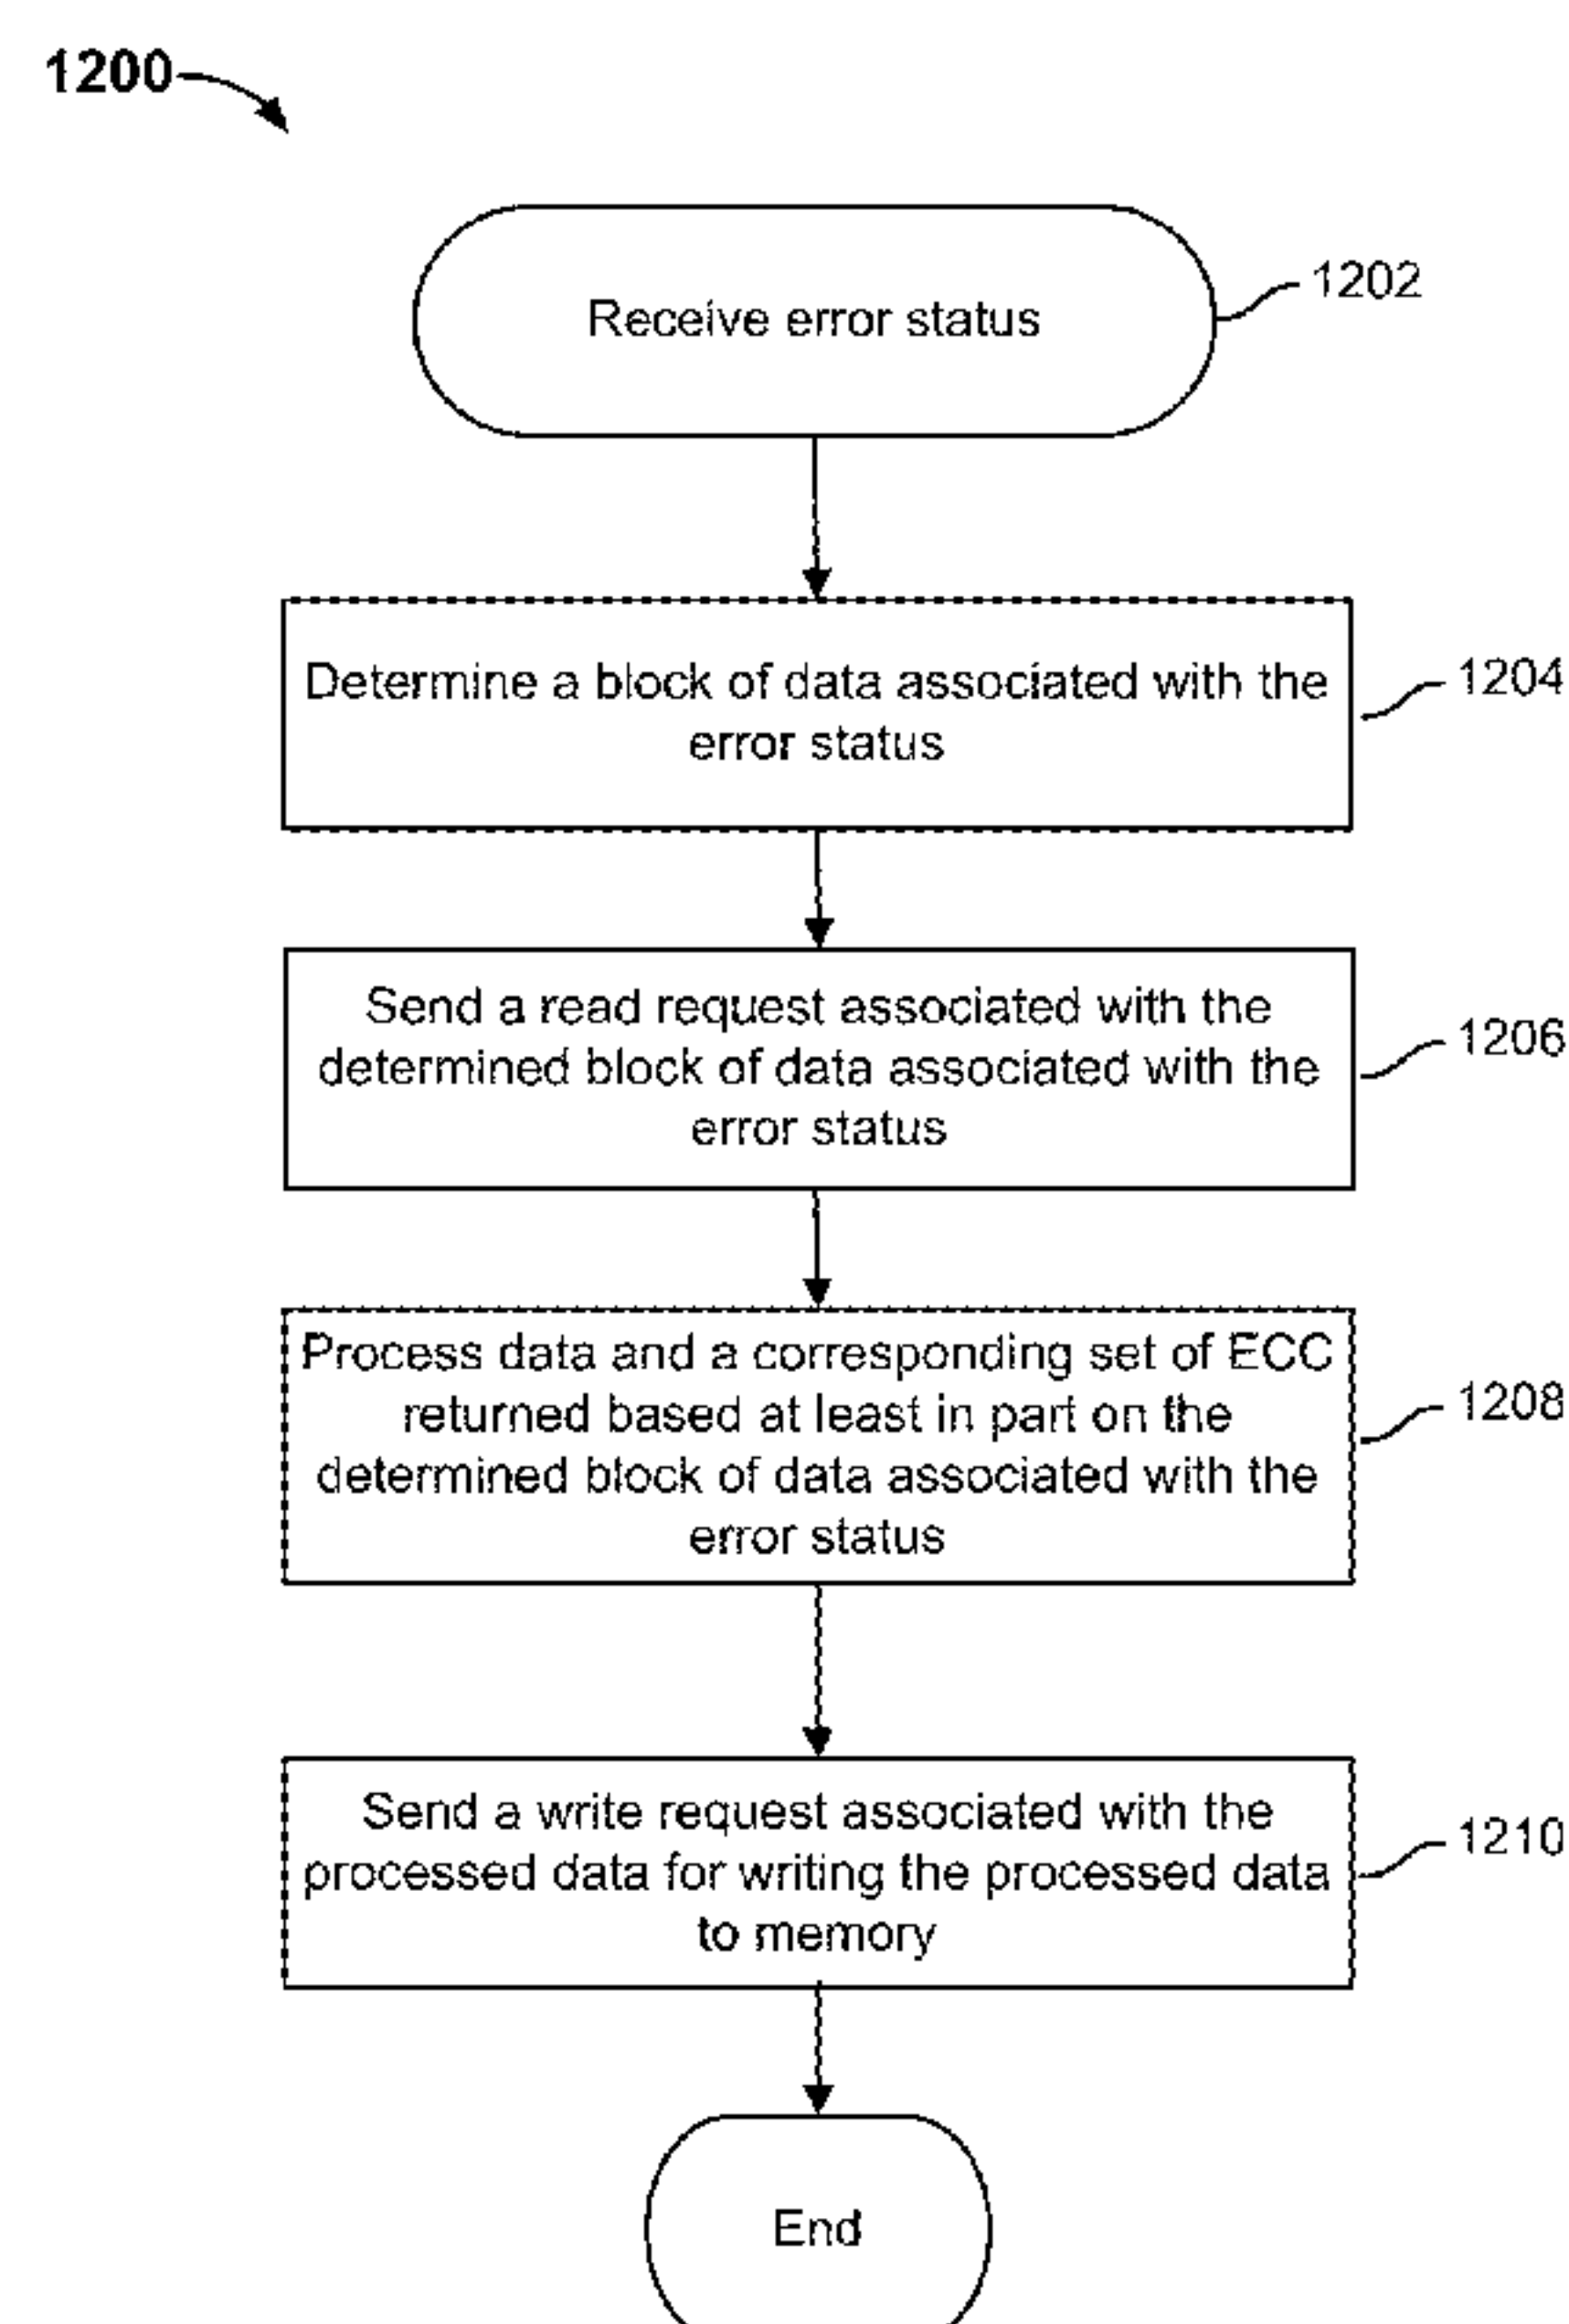 1200
Receive error status
1202
Determine a block of data associated with the
error status
1204
Send a read request associated with the
determined block of data associated with the
error status
1206
Process data and a corresponding set of ECC
returned based at least in part on the
determined block of data associated with the
error status
1208
Send a write request associated with the
processed data for writing the processed data
to memory
1210
End